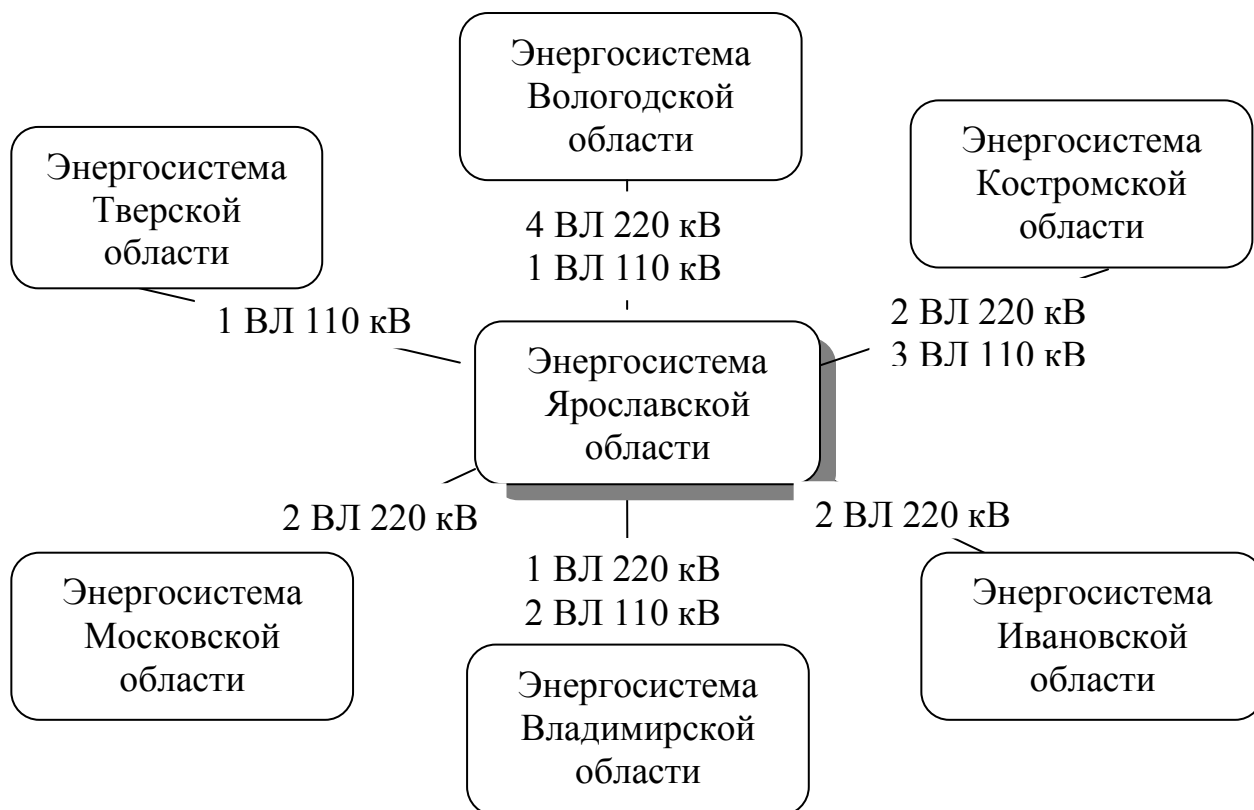 Энергосистема
Вологодской
области
Энергосистема
Тверской
области
Энергосистема
Костромской
области
4 ВЛ 220 кВ
1 ВЛ 110 кВ
1 ВЛ 110 кВ
2 ВЛ 220 кВ
3 ВЛ 110 кВ
Энергосистема
Ярославской
области
2 ВЛ 220 кВ
2 ВЛ 220 кВ
1 ВЛ 220 кВ
2 ВЛ 110 кВ
Энергосистема
Московской
области
Энергосистема
Владимирской
области
Энергосистема
Ивановской
области